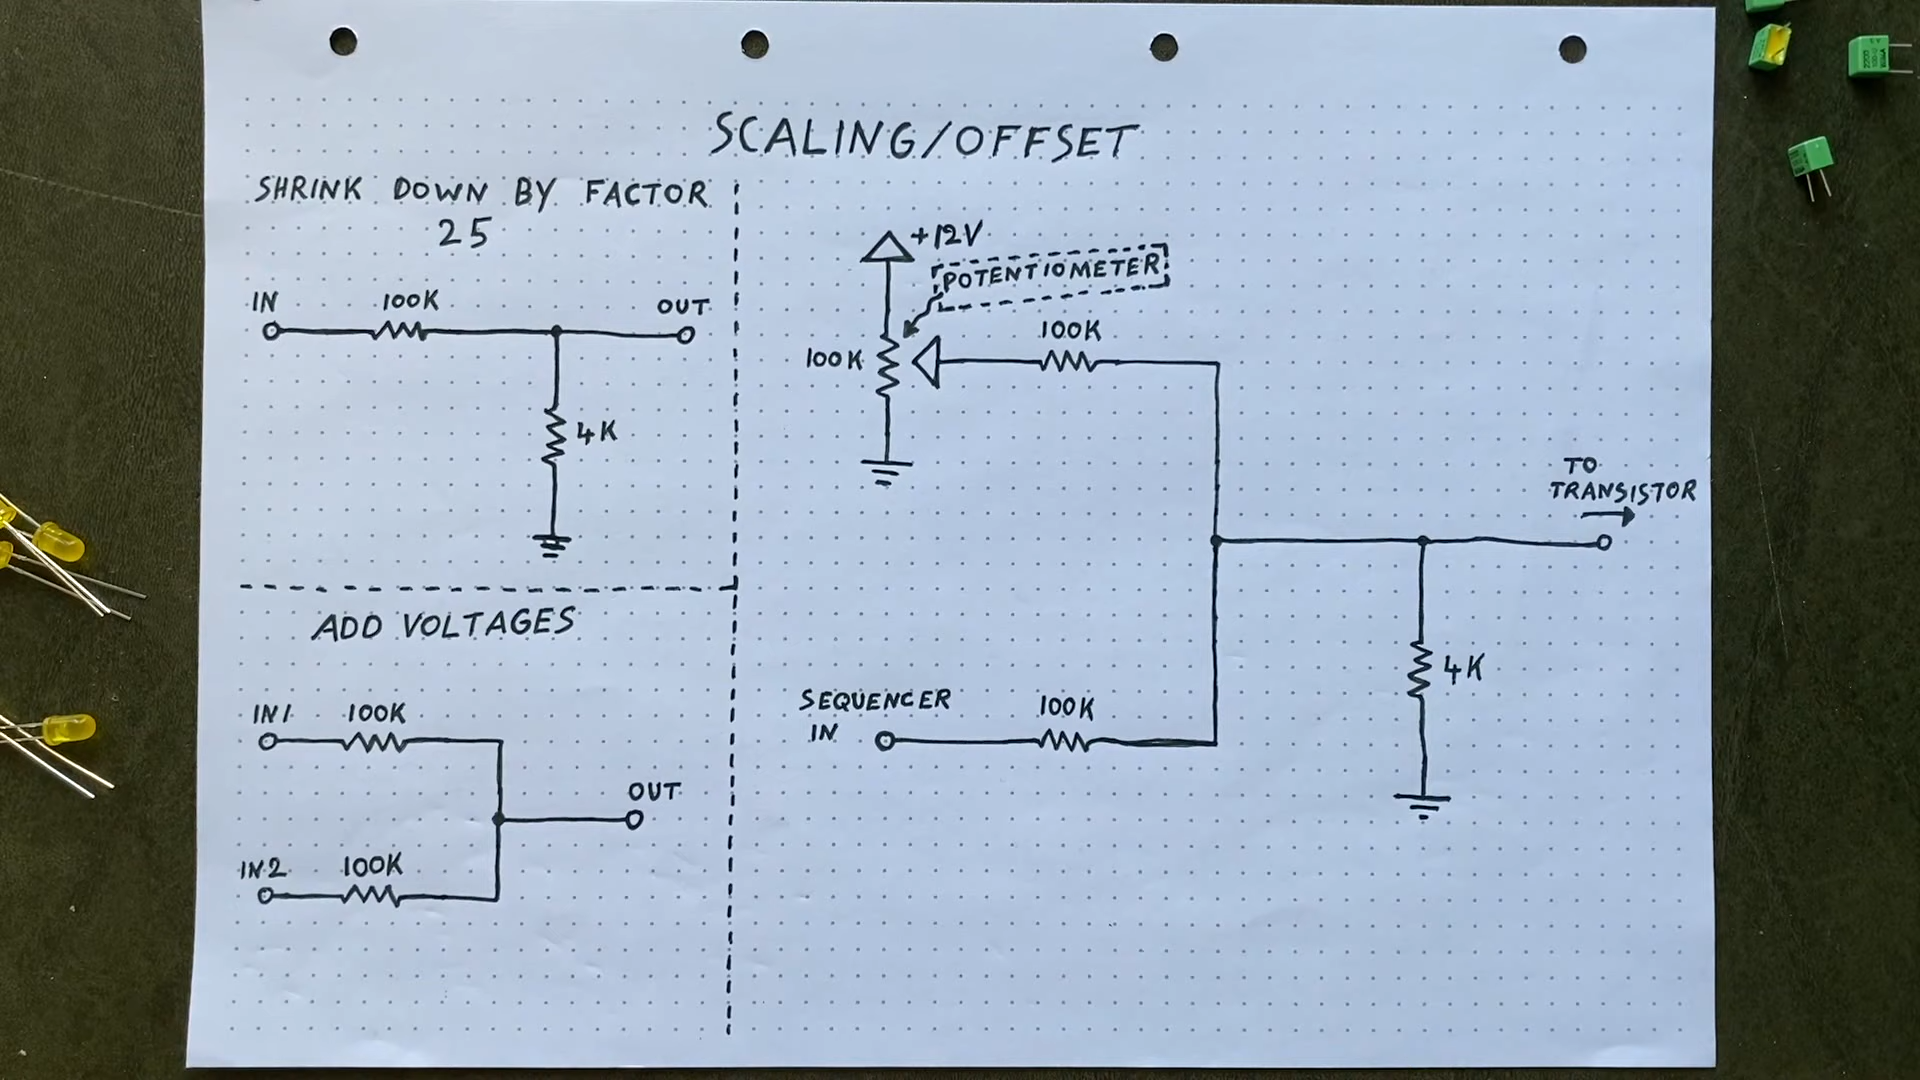 SCALING/OFFSET
SHRINK DOWN BY FACTOR
25
IN
100K
OUT
4K
ADD VOLTAGES
IN1
100K
OUT
IN2
100K
+12V
POTENTIOMETER
100K
100K
TO
TRANSISTOR
4K
SEQUENCER
IN
100K